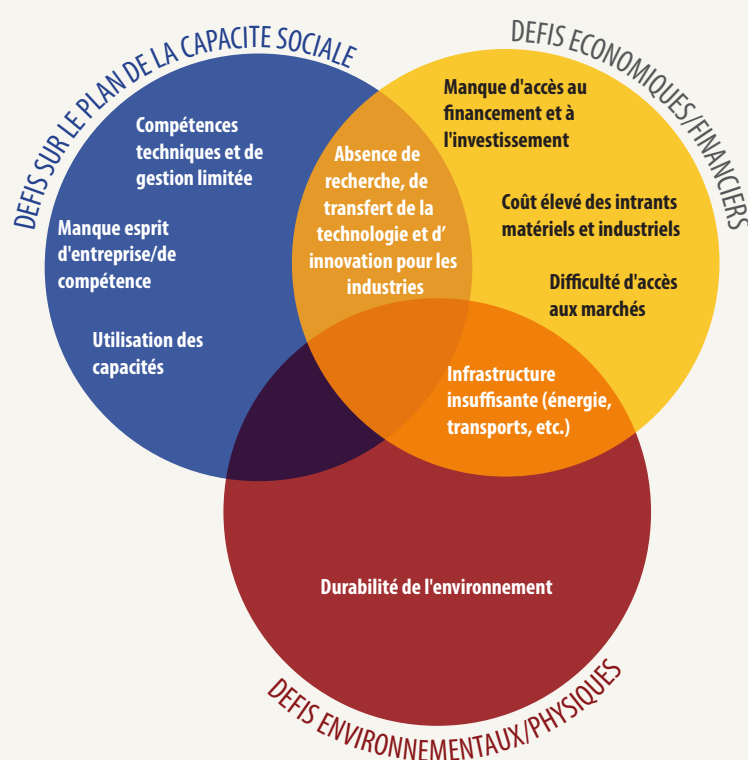 DEFIS SUR LE PLAN DE LA CAPACITE SOCIALE
DEFIS ECONOMIQUES/FINANCIERS
Compétences
techniques et de
gestion limitée
Manque esprit
d'entreprise/de
compétence
Utilisation des
capacités
Absence de
recherche, de
transfert de la
technologie et d’
innovation pour les
industries
Manque d'accès au
financement et à
l'investissement
Coût élevé des intrants
matériels et industriels
Difficulté d'accès
aux marchés
Infrastructure
insuffisante (énergie,
transports, etc.)
Durabilité de l'environnement
DEFIS ENVIRONNEMENTAUX/PHYSIQUES